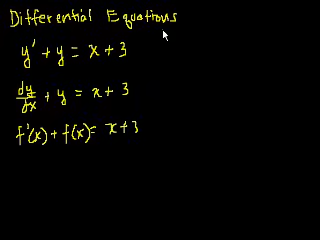 Differential Equations
y' + y = x + 3
dy/dx + y = x + 3
f'(x) + f(x) = x + 3